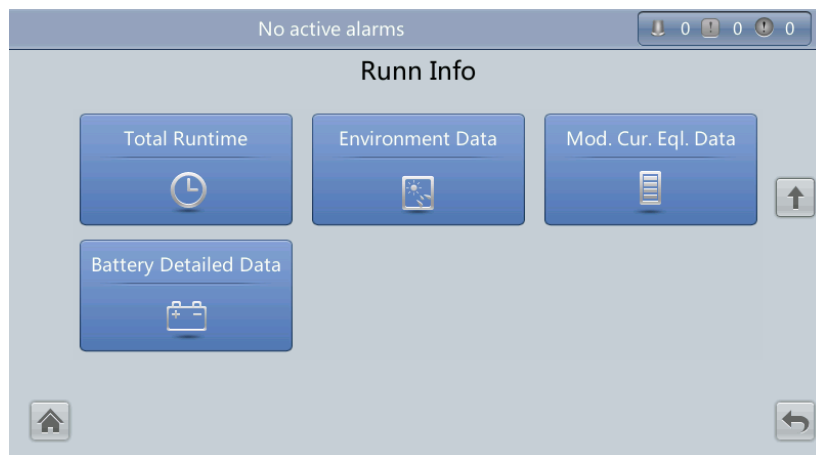 No active alarms
0 0 0
Runn Info
Total Runtime
Environment Data
Mod. Cur. Eql. Data
Battery Detailed Data